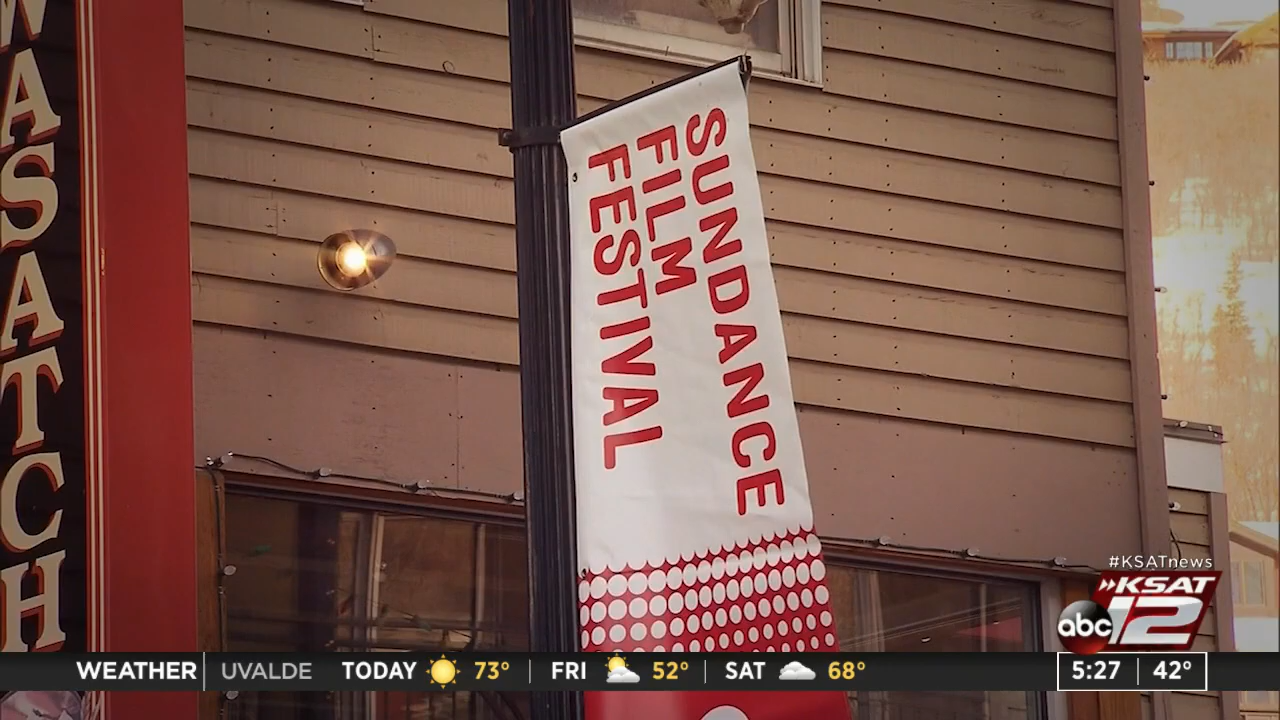 WASATCH
SUNDANCE
FILM
FESTIVAL
#KSATnews
KSAT
abc 12
WEATHER UVALDE TODAY 73° FRI 52° SAT 68° 5:27 42°